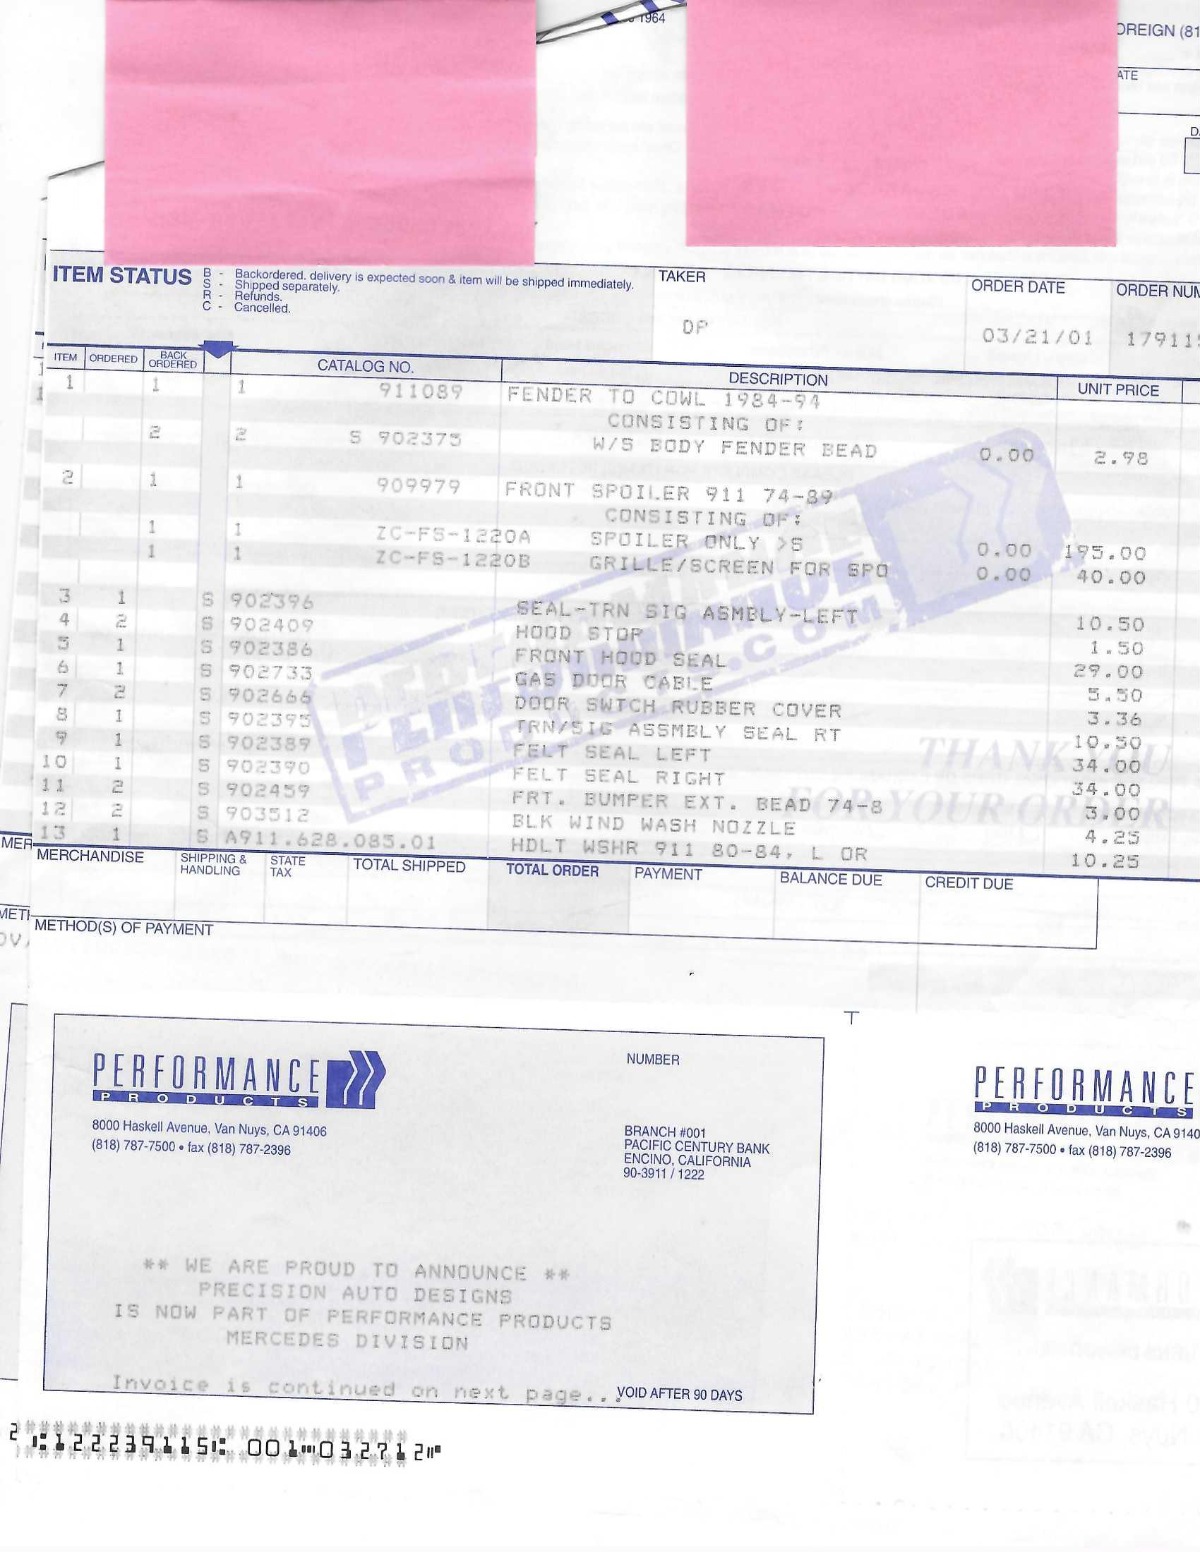 1964
OREIGN (81
ATE
ITEM STATUS
B - Backordered. delivery is expected soon & item will be shipped immediately.
S - Shipped separately.
R - Refunds.
C - Cancelled.
TAKER
ORDER DATE
ORDER NUM
DP
03/21/01
17911
ITEM ORDERED BACK ORDERED CATALOG NO. DESCRIPTION UNIT PRICE
1 1 1 911089 FENDER TO COWL 1984-94
CONSISTING OF:
2 2 S 902375 W/S BODY FENDER BEAD 0.00 2.98
2 1 1 909979 FRONT SPOILER 911 74-89
CONSISTING OF:
1 1 ZC-FS-1220A SPOILER ONLY >S 0.00 195.00
1 1 ZC-FS-1220B GRILLE/SCREEN FOR SPO 0.00 40.00
3 1 S 902396 SEAL-TRN SIG ASMBLY-LEFT 10.50
4 2 S 902409 HOOD STOP 1.50
5 1 S 902386 FRONT HOOD SEAL 29.00
6 1 S 902733 GAS DOOR CABLE 5.50
7 2 S 902666 DOOR SWTCH RUBBER COVER 3.36
8 1 S 902395 TRN/SIG ASSMBLY SEAL RT 10.50
9 1 S 902389 FELT SEAL LEFT 34.00
10 1 S 902390 FELT SEAL RIGHT 34.00
11 2 S 902459 FRT. BUMPER EXT. BEAD 74-8 3.00
12 2 S 903512 BLK WIND WASH NOZZLE 4.25
13 1 S A911.628.085.01 HDLT WSHR 911 80-84, L OR 10.25
THANK YOU
FOR YOUR ORDER
MERCHANDISE SHIPPING & HANDLING STATE TAX TOTAL SHIPPED TOTAL ORDER PAYMENT BALANCE DUE CREDIT DUE
METHOD(S) OF PAYMENT
PERFORMANCE
PRODUCTS
8000 Haskell Avenue, Van Nuys, CA 91406
(818) 787-7500 • fax (818) 787-2396
NUMBER
BRANCH #001
PACIFIC CENTURY BANK
ENCINO, CALIFORNIA
90-3911 / 1222
PERFORMANCE
PRODUCTS
8000 Haskell Avenue, Van Nuys, CA 9140
(818) 787-7500 • fax (818) 787-2396
** WE ARE PROUD TO ANNOUNCE **
PRECISION AUTO DESIGNS
IS NOW PART OF PERFORMANCE PRODUCTS
MERCEDES DIVISION
Invoice is continued on next page...
VOID AFTER 90 DAYS
2 ⑆122239115⑆ 001⑉032712⑈